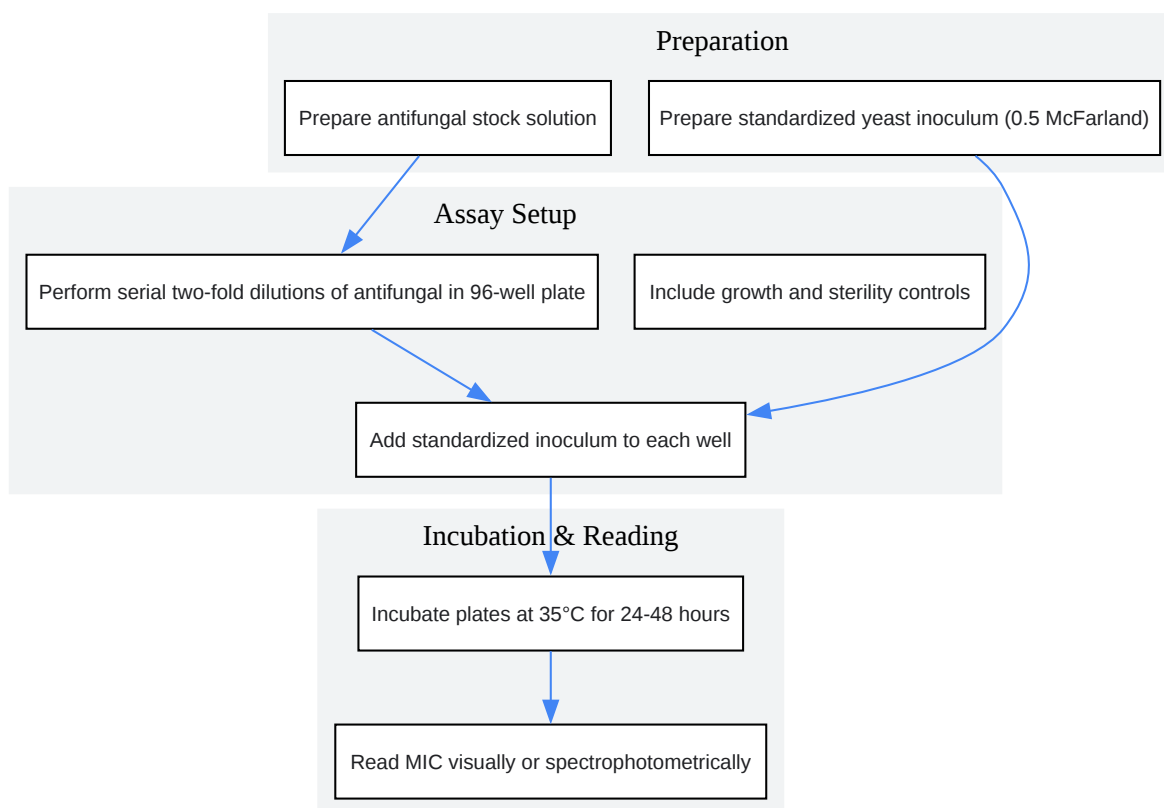 Preparation
Prepare antifungal stock solution
Prepare standardized yeast inoculum (0.5 McFarland)
Assay Setup
Perform serial two-fold dilutions of antifungal in 96-well plate
Include growth and sterility controls
Add standardized inoculum to each well
Incubation & Reading
Incubate plates at 35°C for 24-48 hours
Read MIC visually or spectrophotometrically